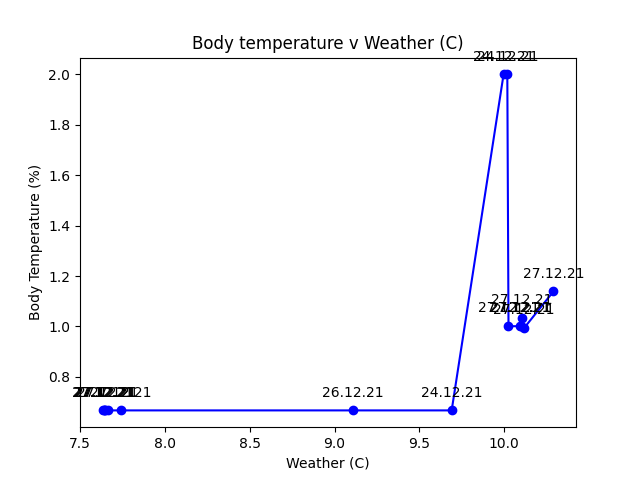 Body temperature v Weather (C)
Body Temperature (%)
2.0
1.8
1.6
1.4
1.2
1.0
0.8
27.12.21
26.12.21
24.12.21
24.12.21
7.5 8.0 8.5 9.0 9.5 10.0
Weather (C)